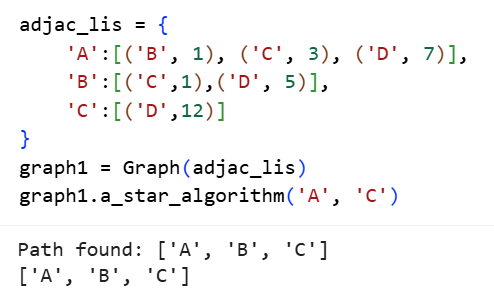 adjac_lis = {
    'A':[('B', 1), ('C', 3), ('D', 7)],
    'B':[('C',1),('D', 5)],
    'C':[('D',12)]
}
graph1 = Graph(adjac_lis)
graph1.a_star_algorithm('A', 'C')
Path found: ['A', 'B', 'C']
['A', 'B', 'C']